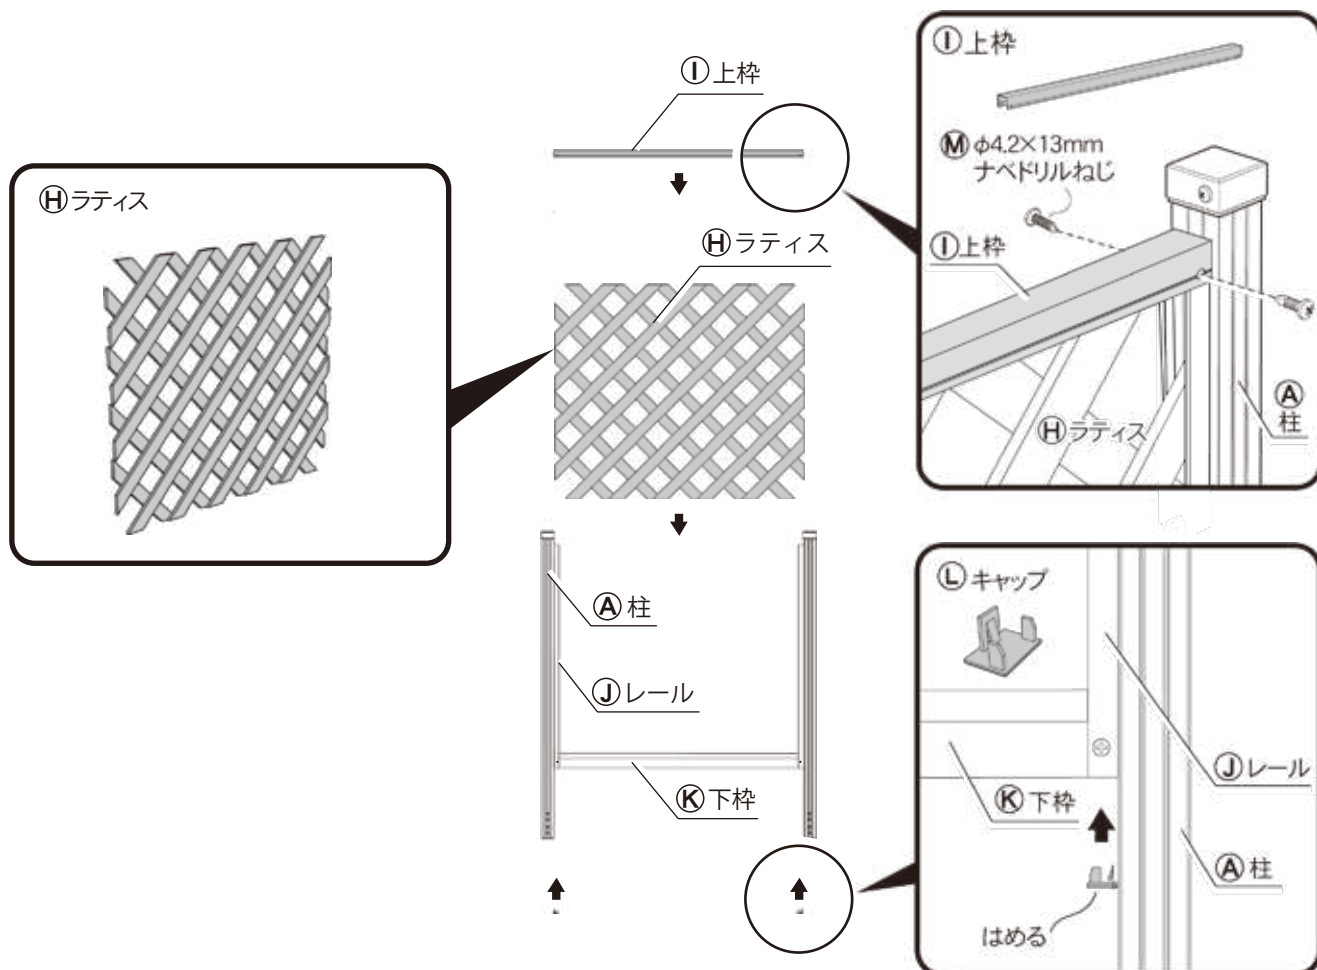 Ⓗラティス
Ⓘ上枠
Ⓗラティス
Ⓐ柱
Ⓙレール
Ⓚ下枠
Ⓘ上枠
Ⓜφ4.2×13mm
ナベドリルねじ
Ⓘ上枠
Ⓗラティス
Ⓐ
柱
Ⓛキャップ
Ⓙレール
Ⓚ下枠
Ⓐ柱
はめる